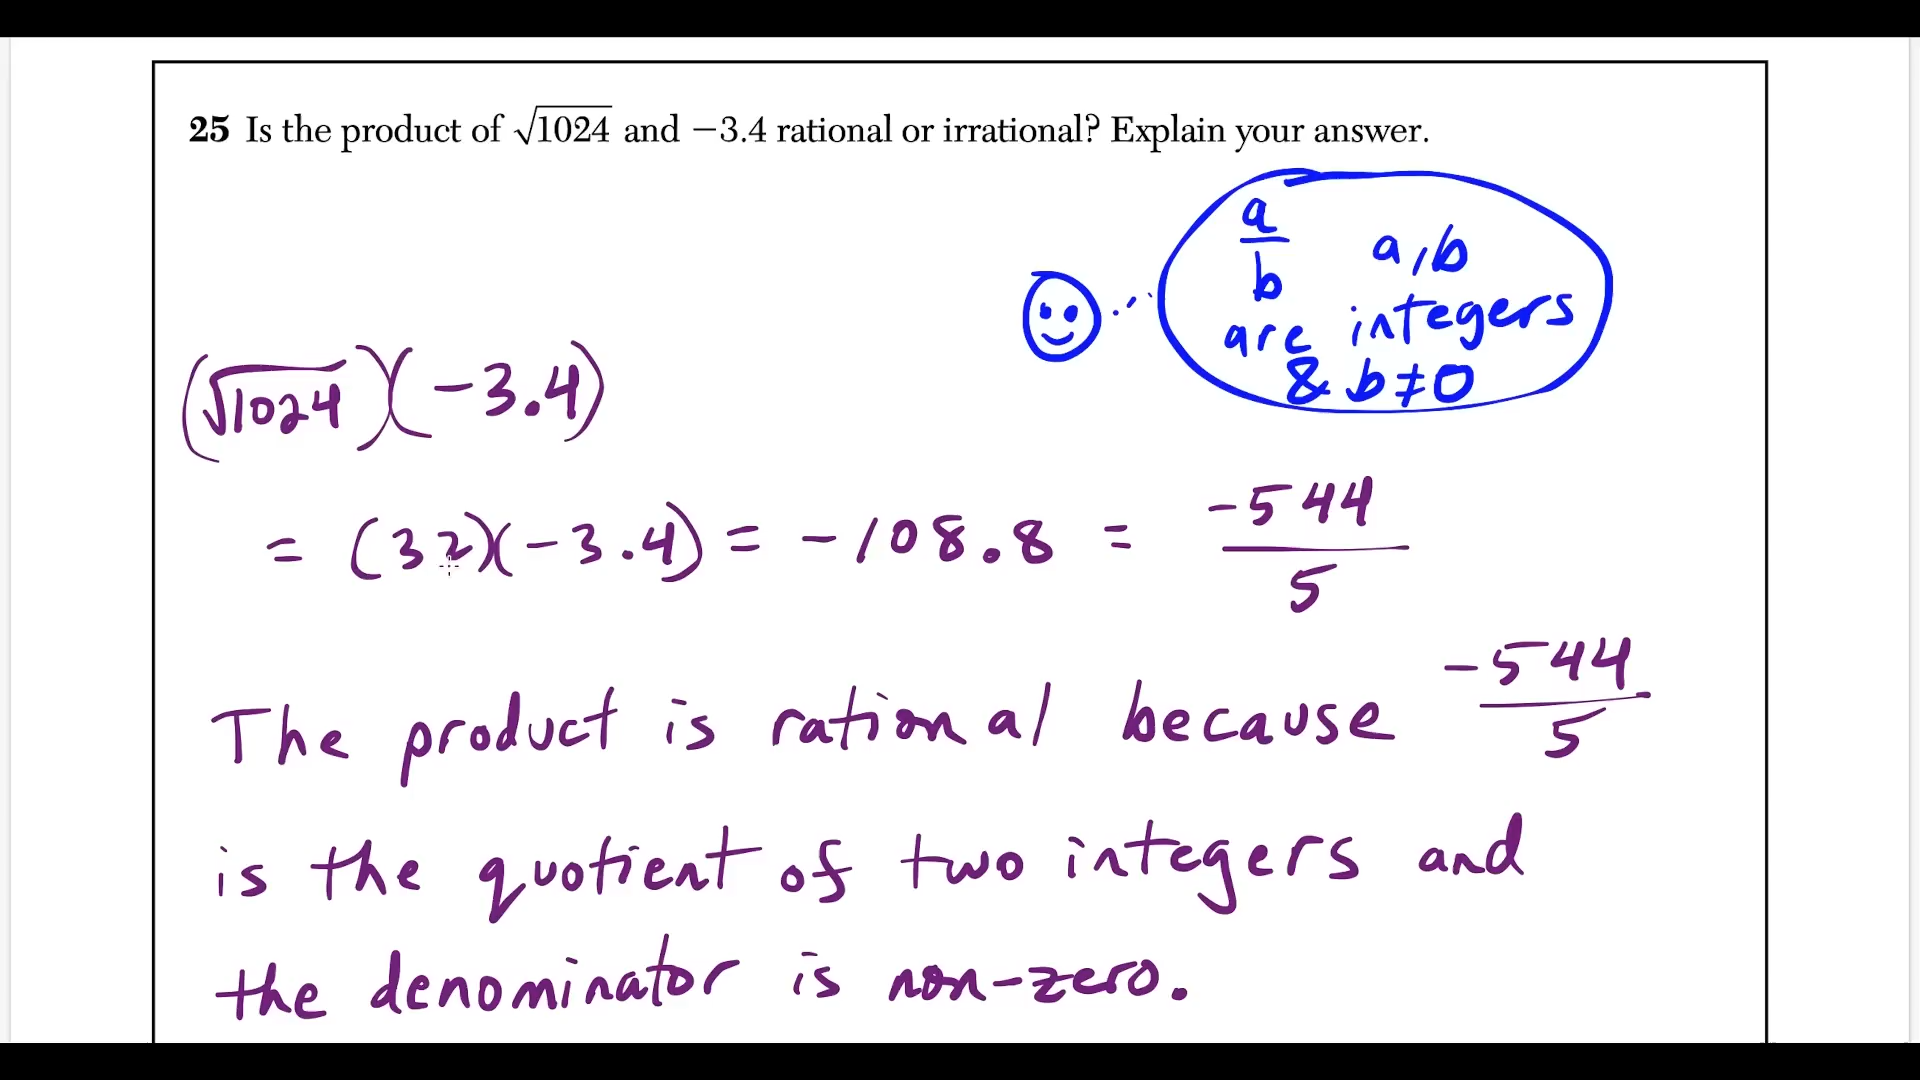 25 Is the product of √1024 and −3.4 rational or irrational? Explain your answer.
a/b a,b
are integers
& b≠0
(√1024)(-3.4)
= (32)(-3.4) = -108.8 = -544/5
The product is rational because -544/5
is the quotient of two integers and
the denominator is non-zero.